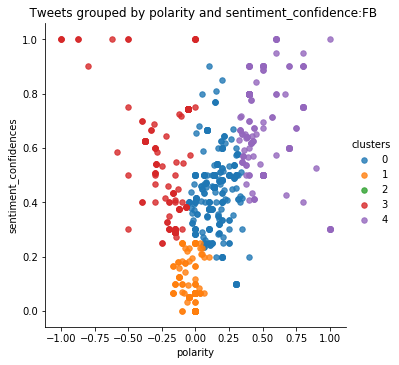 Tweets grouped by polarity and sentiment_confidence:FB
1.0
0.8
0.6
0.4
0.2
0.0
sentiment_confidences
−1.00 −0.75 −0.50 −0.25 0.00 0.25 0.50 0.75 1.00
polarity
clusters
0
1
2
3
4